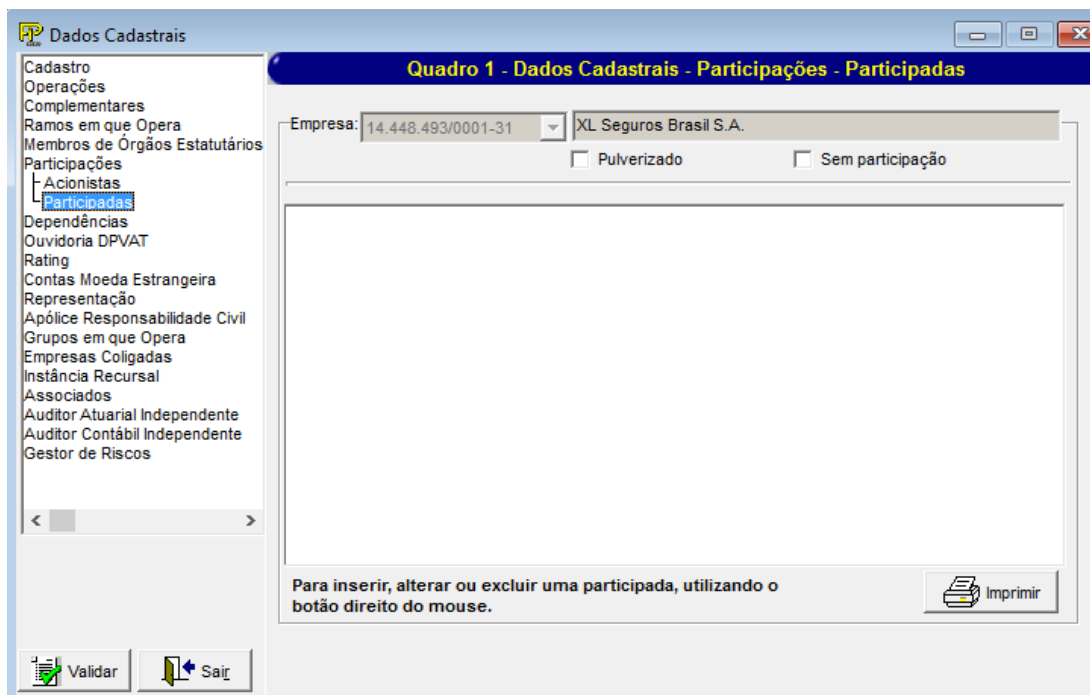 Dados Cadastrais
Cadastro
Operações
Complementares
Ramos em que Opera
Membros de Órgãos Estatutários
Participações
Acionistas
Participadas
Dependências
Ouvidoria DPVAT
Rating
Contas Moeda Estrangeira
Representação
Apólice Responsabilidade Civil
Grupos em que Opera
Empresas Coligadas
Instância Recursal
Associados
Auditor Atuarial Independente
Auditor Contábil Independente
Gestor de Riscos
Validar
Sair
Quadro 1 - Dados Cadastrais - Participações - Participadas
Empresa: 14.448.493/0001-31 XL Seguros Brasil S.A.
Pulverizado Sem participação
Para inserir, alterar ou excluir uma participada, utilizando o
botão direito do mouse.
Imprimir